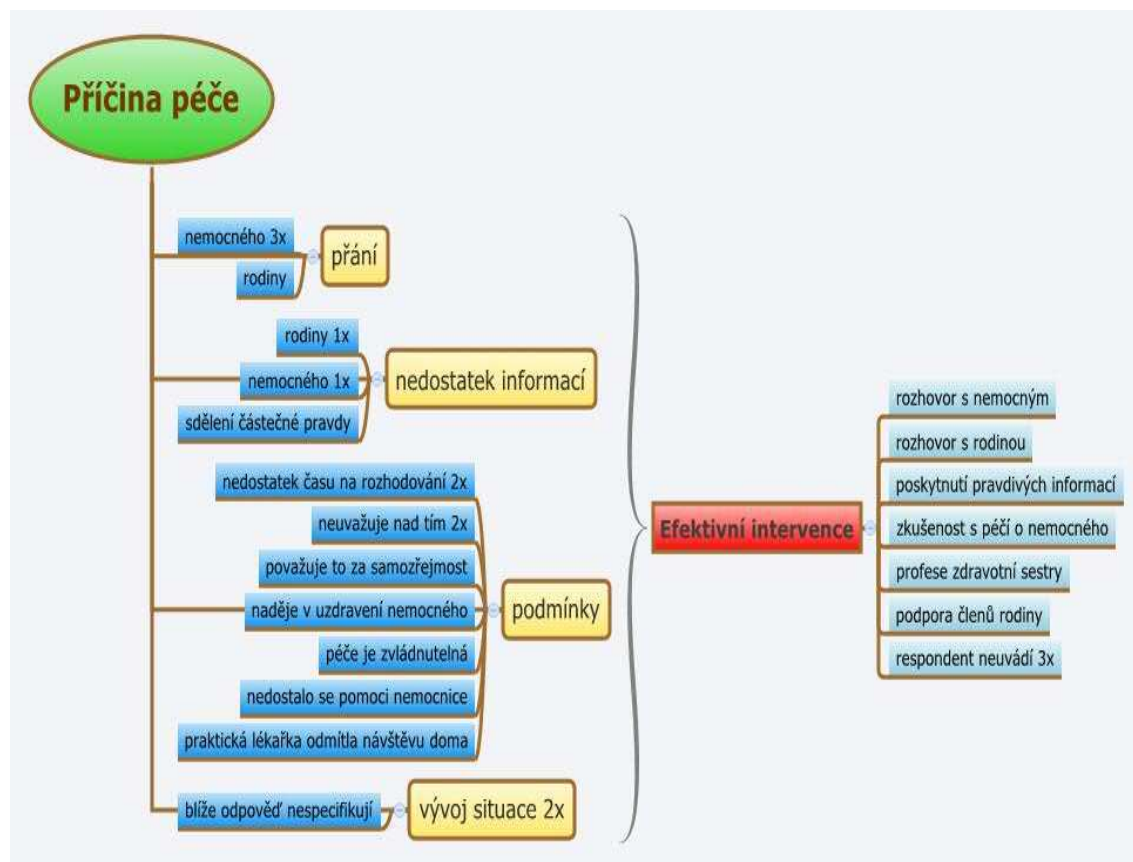 Příčina péče
nemocného 3x
rodiny
přání
rodiny 1x
nemocného 1x
sdělení částečné pravdy
nedostatek informací
nedostatek času na rozhodování 2x
neuvažuje nad tím 2x
považuje to za samozřejmost
naděje v uzdravení nemocného
péče je zvládnutelná
nedostalo se pomoci nemocnice
praktická lékařka odmítla návštěvu doma
podmínky
blíže odpověď nespecifikují
vývoj situace 2x
Efektivní intervence
rozhovor s nemocným
rozhovor s rodinou
poskytnutí pravdivých informací
zkušenost s péčí o nemocného
profese zdravotní sestry
podpora členů rodiny
respondent neuvádí 3x